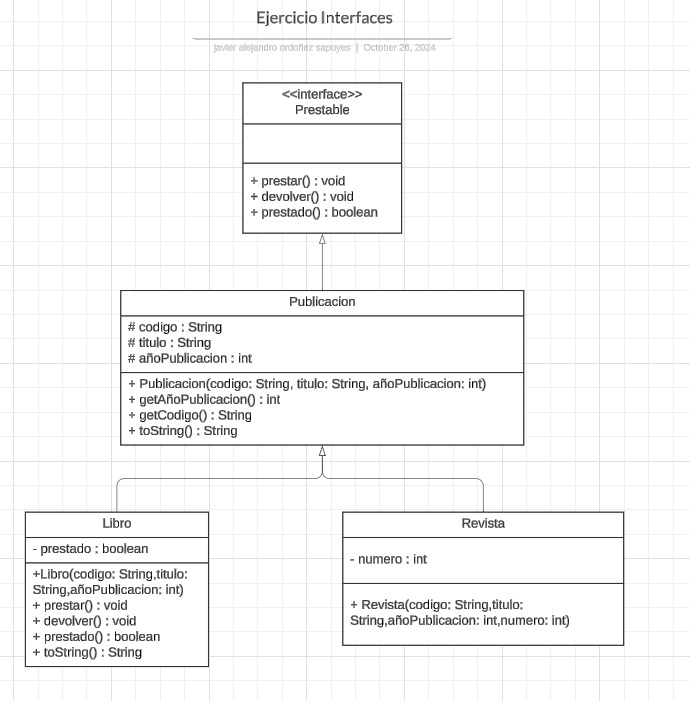 Ejercicio Interfaces
javier alejandro ordoñez sapuyes | October 26, 2024
<<interface>>
Prestable
+ prestar() : void
+ devolver() : void
+ prestado() : boolean
Publicacion
# codigo : String
# titulo : String
# añoPublicacion : int
+ Publicacion(codigo: String, titulo: String, añoPublicacion: int)
+ getAñoPublicacion() : int
+ getCodigo() : String
+ toString() : String
Libro
- prestado : boolean
+Libro(codigo: String,titulo:
String,añoPublicacion: int)
+ prestar() : void
+ devolver() : void
+ prestado() : boolean
+ toString() : String
Revista
- numero : int
+ Revista(codigo: String,titulo:
String,añoPublicacion: int,numero: int)